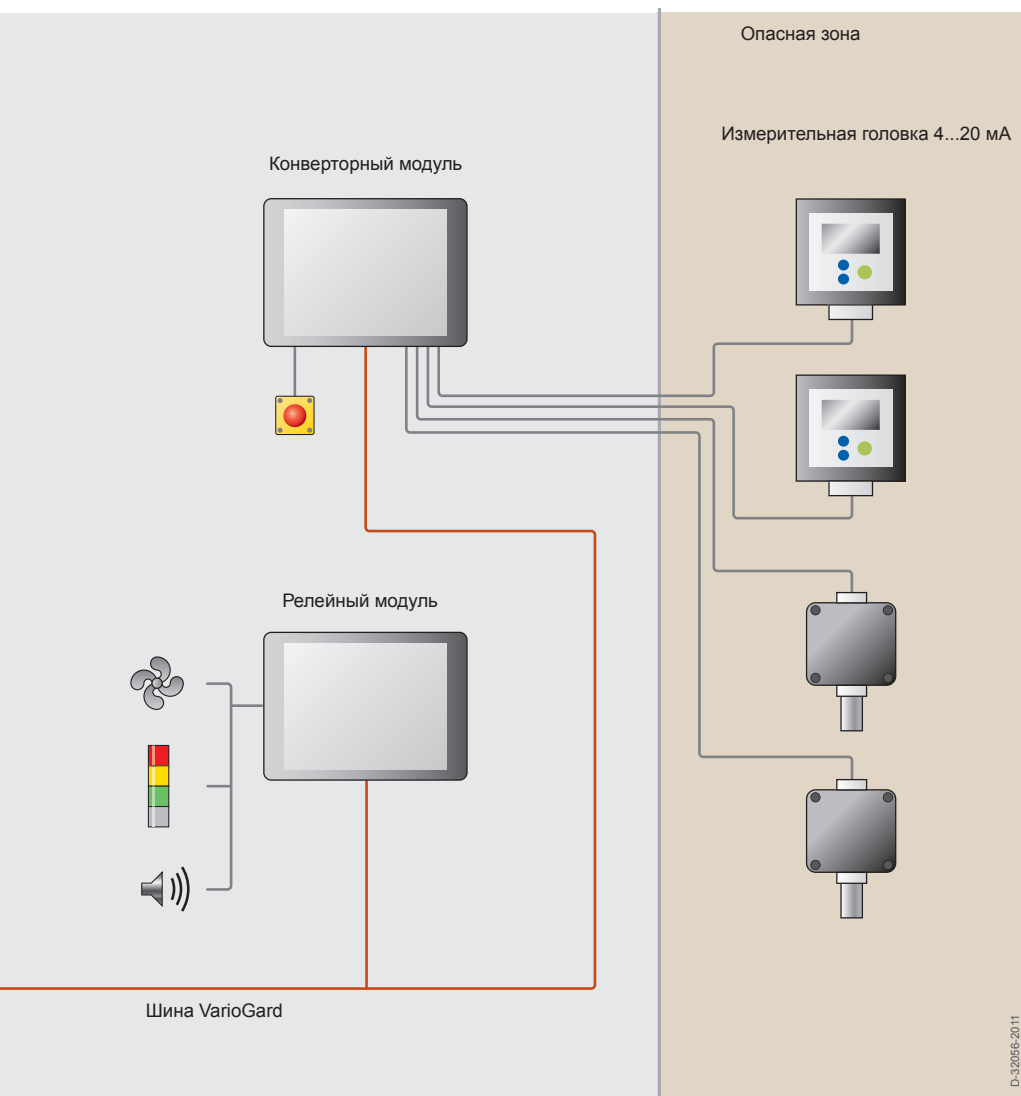 Опасная зона
Измерительная головка 4...20 мА
Конверторный модуль
Релейный модуль
Шина VarioGard
D-32056-2011